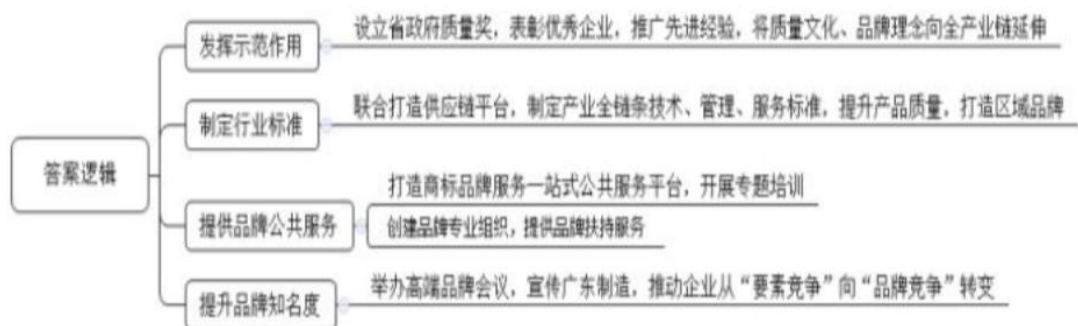 答案逻辑
发挥示范作用
设立省政府质量奖，表彰优秀企业，推广先进经验，将质量文化、品牌理念向全产业链延伸
制定行业标准
联合打造供应链平台，制定产业全链条技术、管理、服务标准，提升产品质量，打造区域品牌
提供品牌公共服务
打造商标品牌服务一站式公共服务平台，开展专题培训
创建品牌专业组织，提供品牌扶持服务
提升品牌知名度
举办高端品牌会议，宣传广东制造，推动企业从“要素竞争”向“品牌竞争”转变